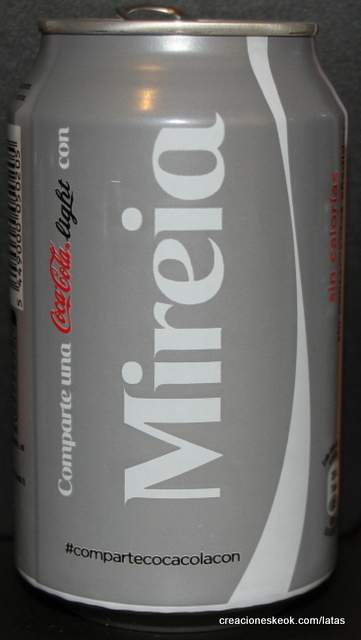 Comparte una Coca-Cola light con
Mireia
#compartecocacolacon
sin calorías
creacioneskeok.com/latas